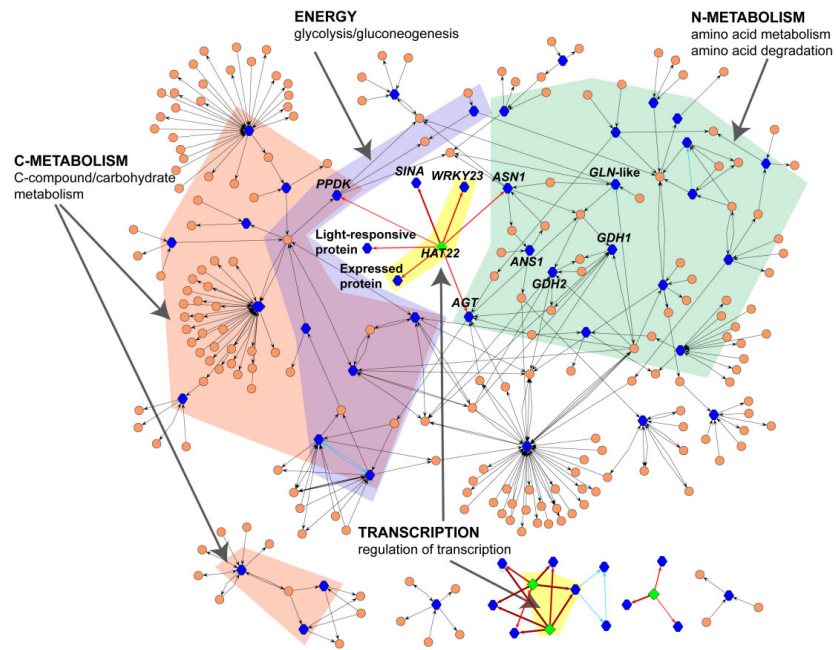 ENERGY
glycolysis/gluconeogenesis
N-METABOLISM
amino acid metabolism
amino acid degradation
C-METABOLISM
C-compound/carbohydrate
metabolism
PPDK
SINA
WRKY23
ASN1
GLN-like
Light-responsive
protein
HAT22
Expressed
protein
ANS1
GDH1
GDH2
AGT
TRANSCRIPTION
regulation of transcription